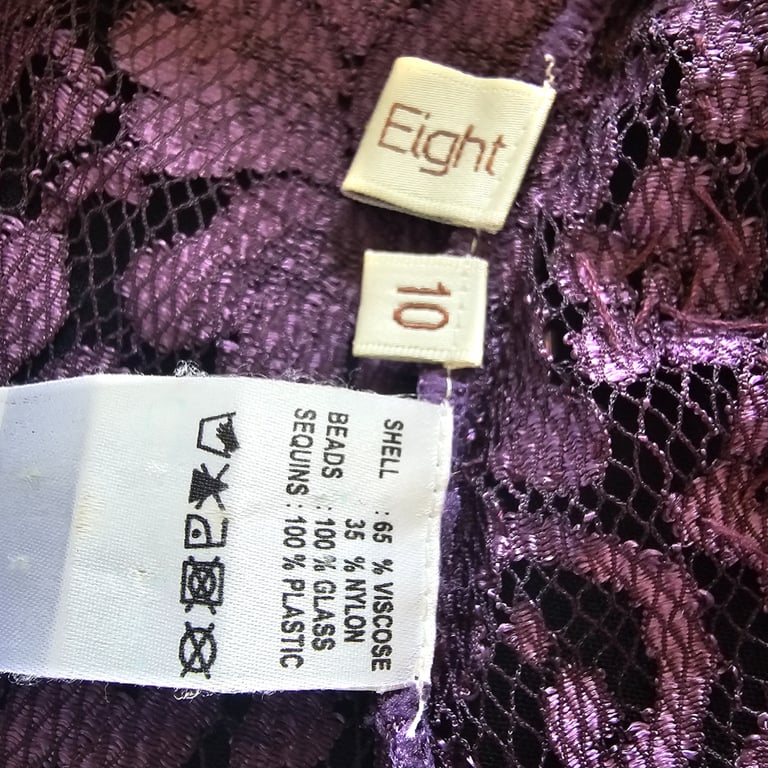 Eight
10
SHELL : 65 % VISCOSE
35 % NYLON
BEADS : 100 % GLASS
SEQUINS : 100 % PLASTIC